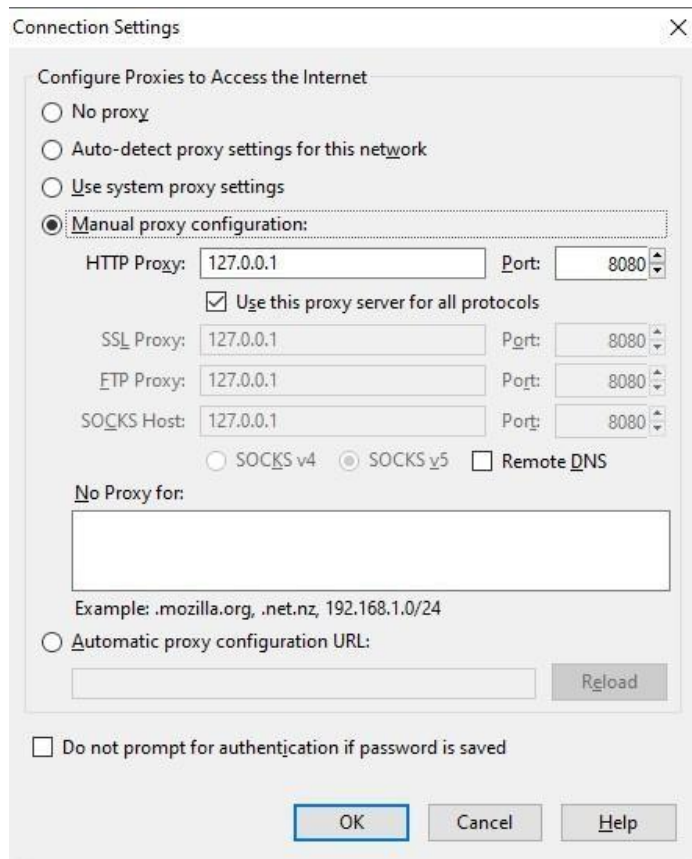 Connection Settings
Configure Proxies to Access the Internet
No proxy
Auto-detect proxy settings for this network
Use system proxy settings
Manual proxy configuration:
HTTP Proxy: 127.0.0.1 Port: 8080
Use this proxy server for all protocols
SSL Proxy: 127.0.0.1 Port: 8080
FTP Proxy: 127.0.0.1 Port: 8080
SOCKS Host: 127.0.0.1 Port: 8080
SOCKS v4 SOCKS v5 Remote DNS
No Proxy for:
Example: .mozilla.org, .net.nz, 192.168.1.0/24
Automatic proxy configuration URL:
Reload
Do not prompt for authentication if password is saved
OK Cancel Help